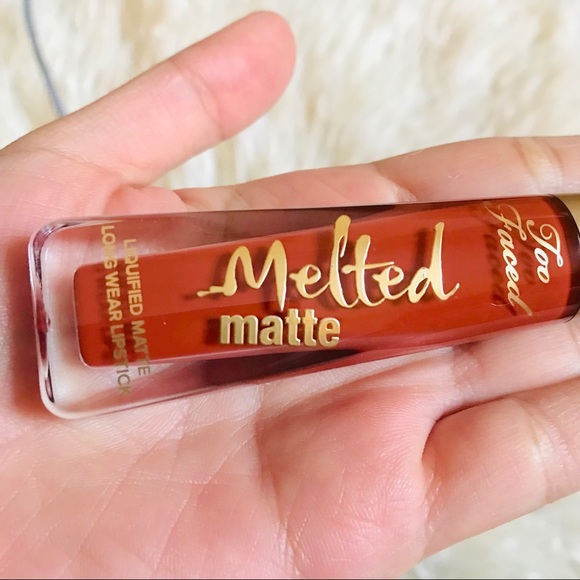 Melted
matte
Too
Faced
LIQUIFIED MATTE
LONG WEAR LIPSTICK